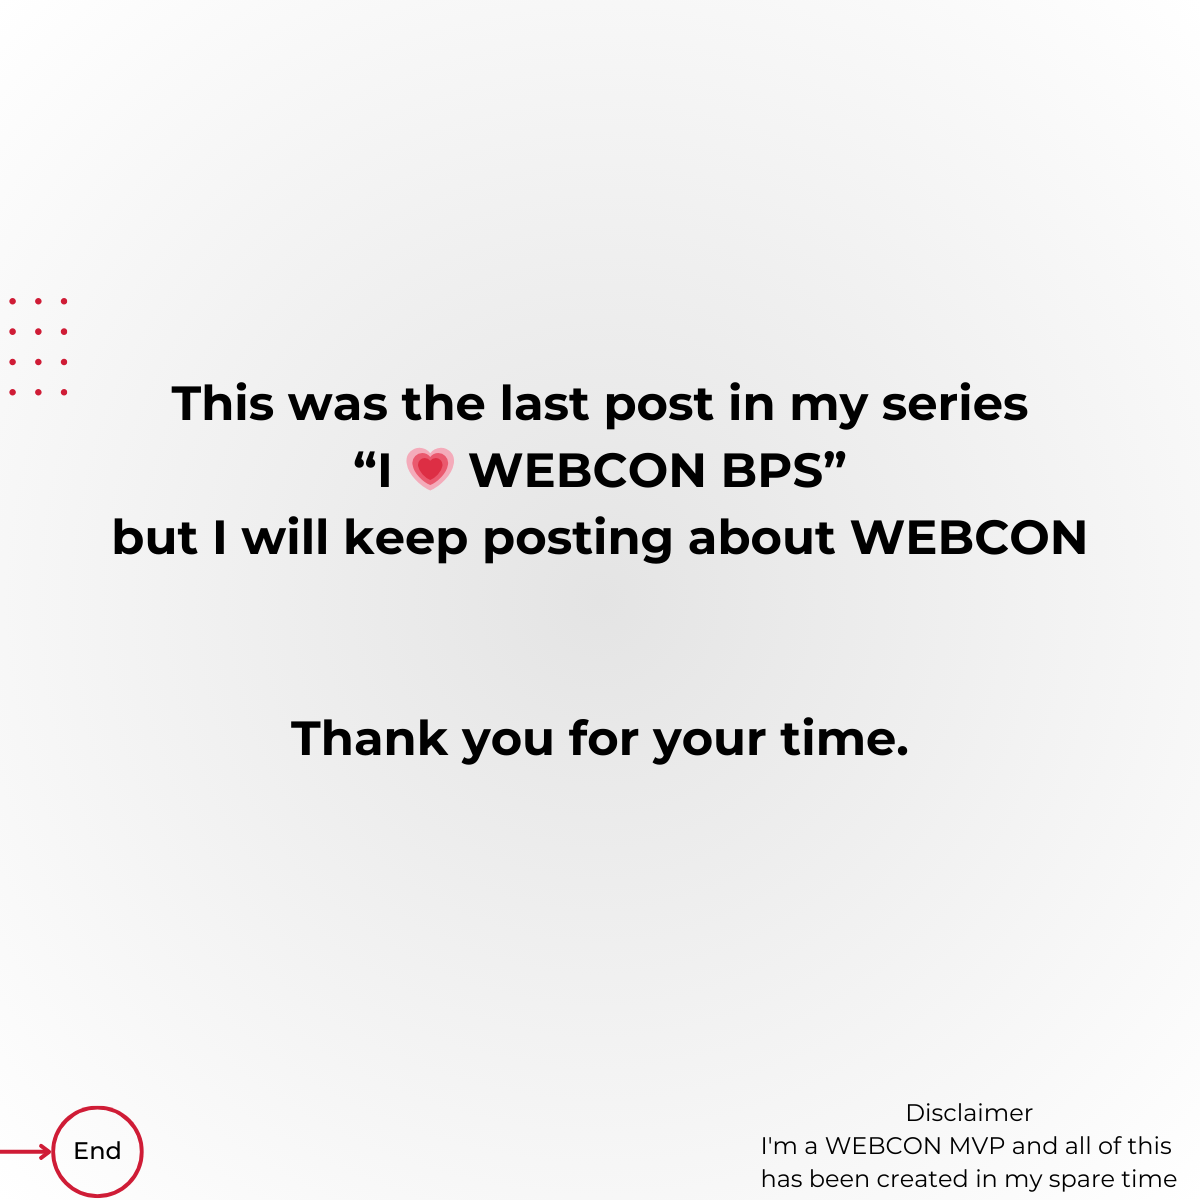 This was the last post in my series
“I 💗 WEBCON BPS”
but I will keep posting about WEBCON
Thank you for your time.
End
Disclaimer
I'm a WEBCON MVP and all of this
has been created in my spare time